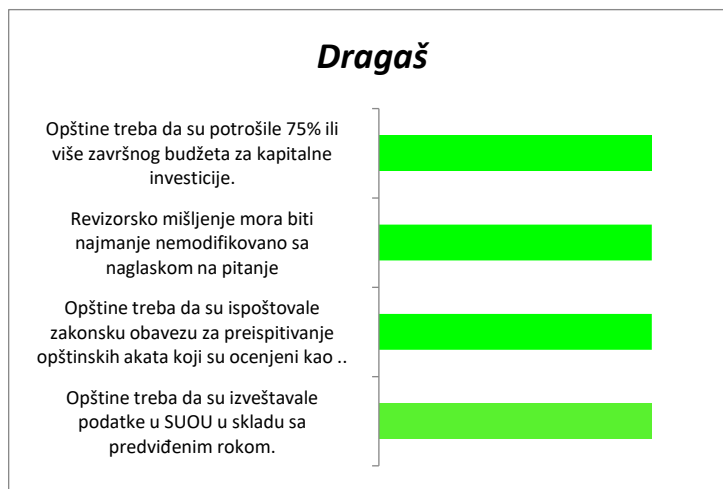 Dragaš
Opštine treba da su potrošile 75% ili
više završnog budžeta za kapitalne
investicije.
Revizorsko mišljenje mora biti
najmanje nemodifikovano sa
naglaskom na pitanje
Opštine treba da su ispoštovale
zakonsku obavezu za preispitivanje
opštinskih akata koji su ocenjeni kao ..
Opštine treba da su izveštavale
podatke u SUOU u skladu sa
predviđenim rokom.